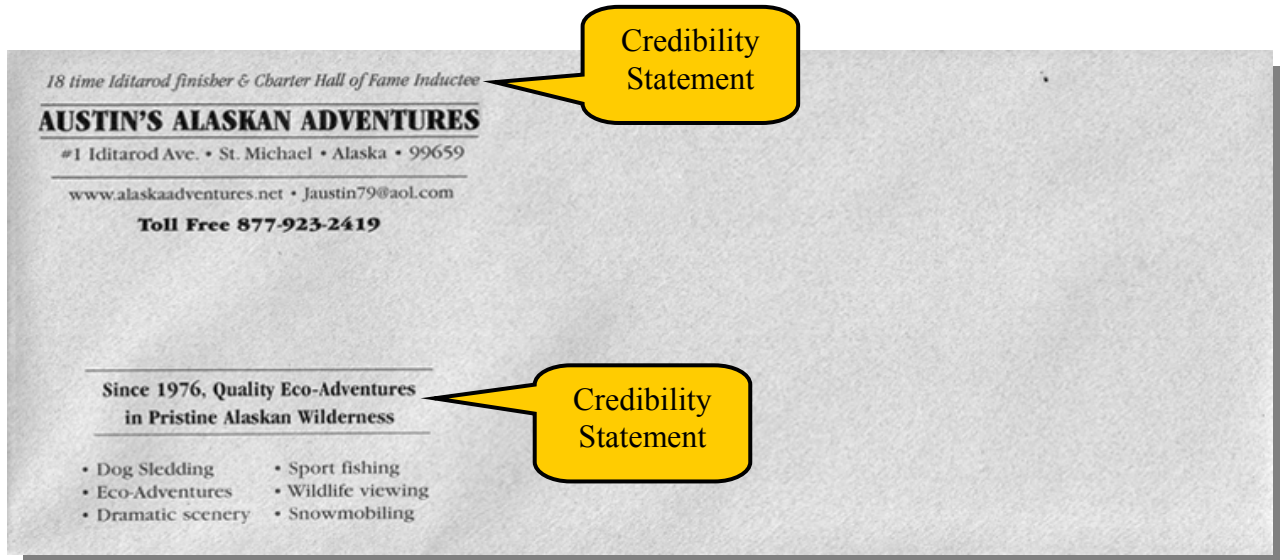 Credibility
Statement
18 time Iditarod finisher & Charter Hall of Fame Inductee
AUSTIN'S ALASKAN ADVENTURES
#1 Iditarod Ave. • St. Michael • Alaska • 99659
www.alaskaadventures.net • Jaustin79@aol.com
Toll Free 877-923-2419
Since 1976, Quality Eco-Adventures
in Pristine Alaskan Wilderness
Credibility
Statement
• Dog Sledding • Sport fishing
• Eco-Adventures • Wildlife viewing
• Dramatic scenery • Snowmobiling